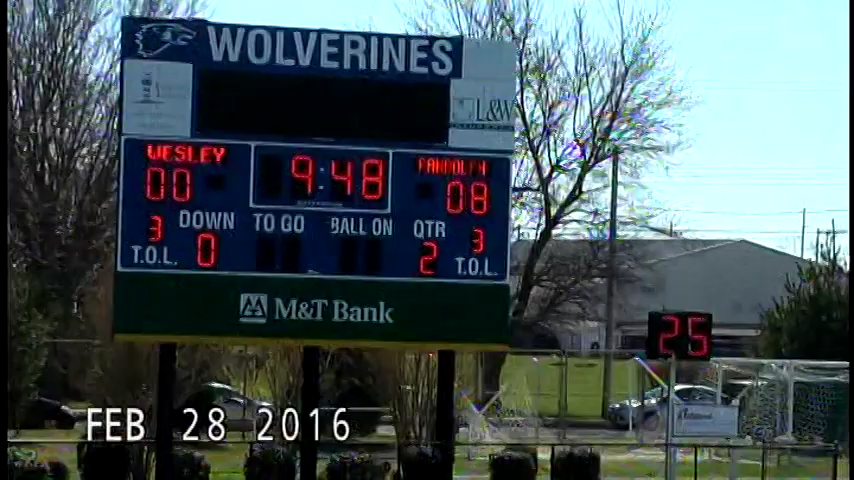 WOLVERINES
L&W
WESLEY 9:48 RANDOLPH
00 08
DOWN TO GO BALL ON QTR
3 0 2 3
T.O.L. T.O.L.
M&T Bank
25
FEB 28 2016